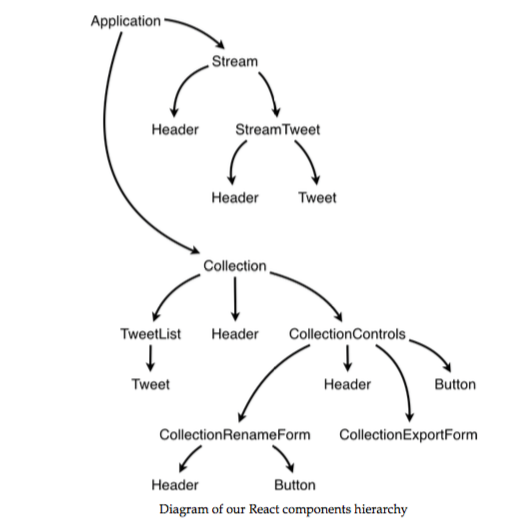 Application
Stream
Header StreamTweet
Header Tweet
Collection
TweetList Header CollectionControls
Tweet Header Button
CollectionRenameForm CollectionExportForm
Header Button
Diagram of our React components hierarchy